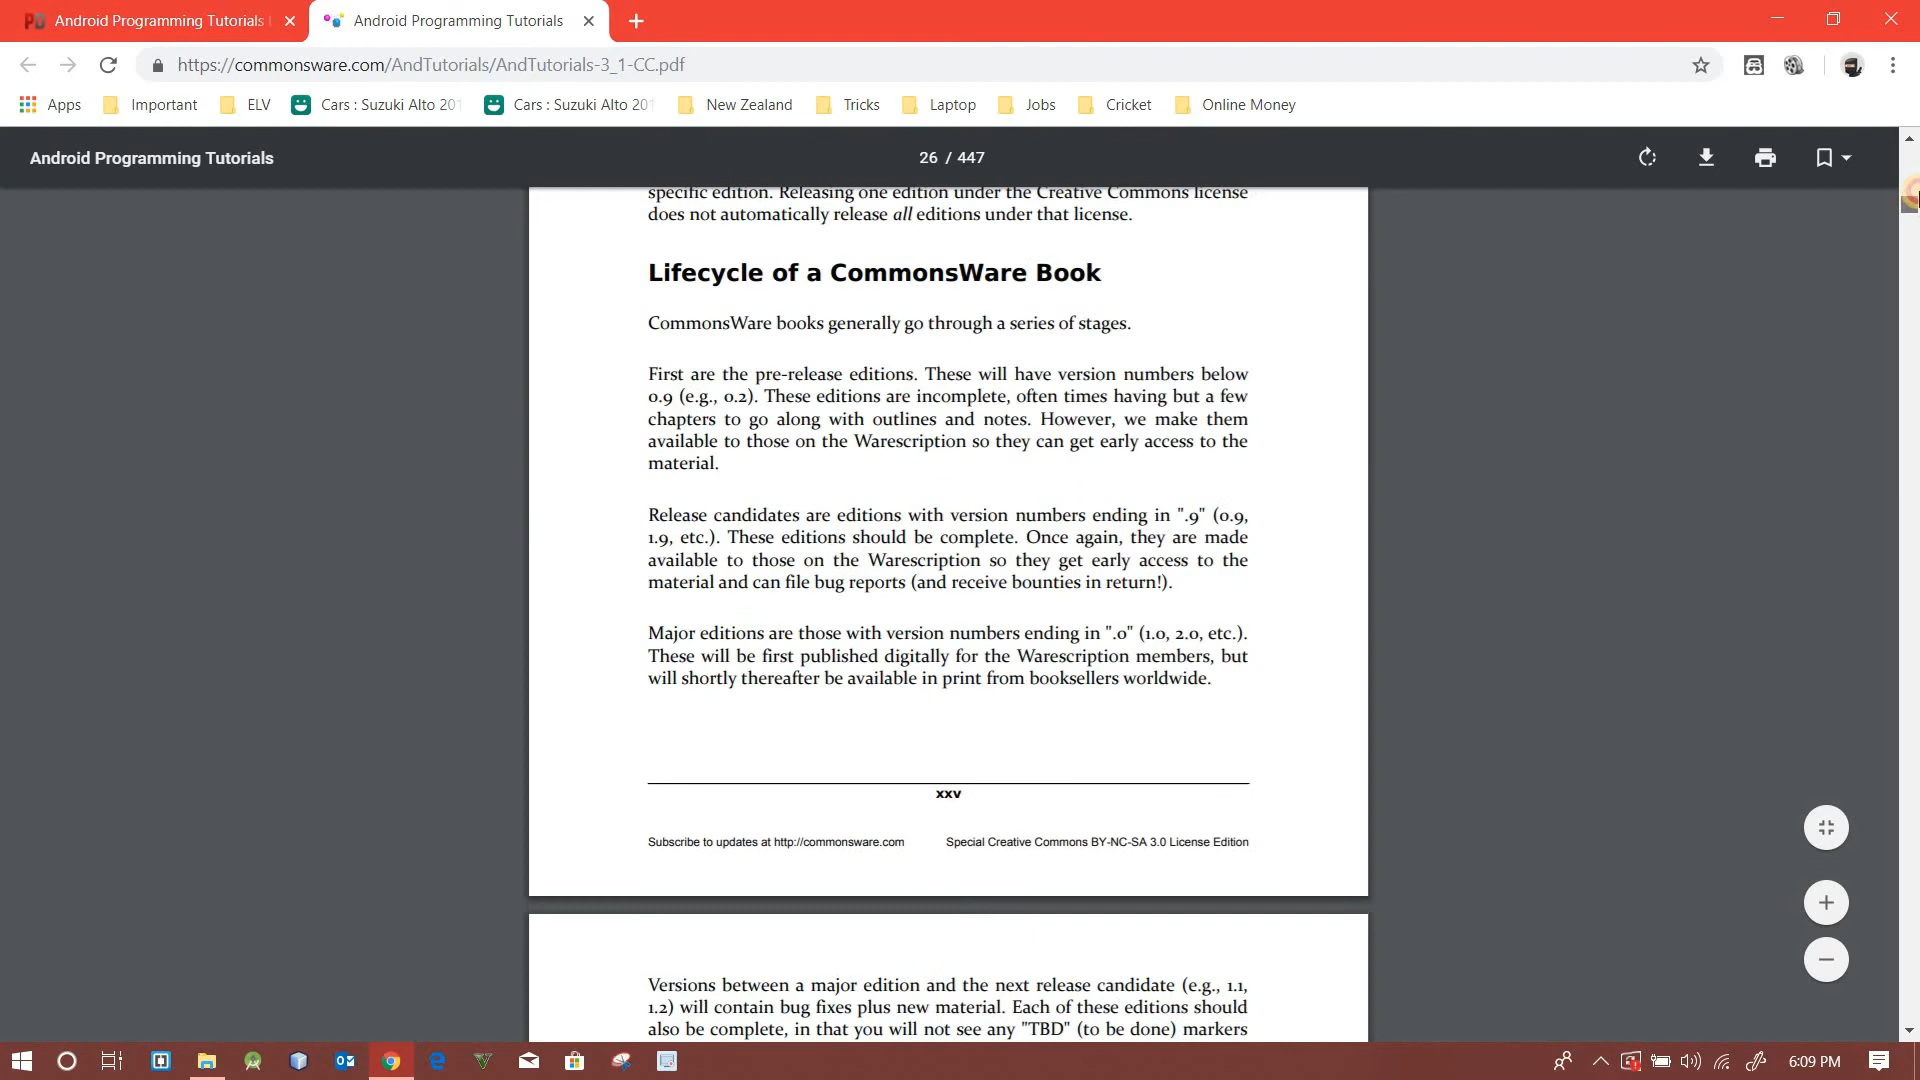 Android Programming Tutorials
Android Programming Tutorials
https://commonsware.com/AndTutorials/AndTutorials-3_1-CC.pdf
Apps Important ELV Cars : Suzuki Alto 201 Cars : Suzuki Alto 201 New Zealand Tricks Laptop Jobs Cricket Online Money
Android Programming Tutorials
26 / 447
specific edition. Releasing one edition under the Creative Commons license
does not automatically release all editions under that license.
Lifecycle of a CommonsWare Book
CommonsWare books generally go through a series of stages.
First are the pre-release editions. These will have version numbers below
0.9 (e.g., 0.2). These editions are incomplete, often times having but a few
chapters to go along with outlines and notes. However, we make them
available to those on the Warescription so they can get early access to the
material.
Release candidates are editions with version numbers ending in ".9" (0.9,
1.9, etc.). These editions should be complete. Once again, they are made
available to those on the Warescription so they get early access to the
material and can file bug reports (and receive bounties in return!).
Major editions are those with version numbers ending in ".0" (1.0, 2.0, etc.).
These will be first published digitally for the Warescription members, but
will shortly thereafter be available in print from booksellers worldwide.
xxv
Subscribe to updates at http://commonsware.com Special Creative Commons BY-NC-SA 3.0 License Edition
Versions between a major edition and the next release candidate (e.g., 1.1,
1.2) will contain bug fixes plus new material. Each of these editions should
also be complete, in that you will not see any "TBD" (to be done) markers
6:09 PM